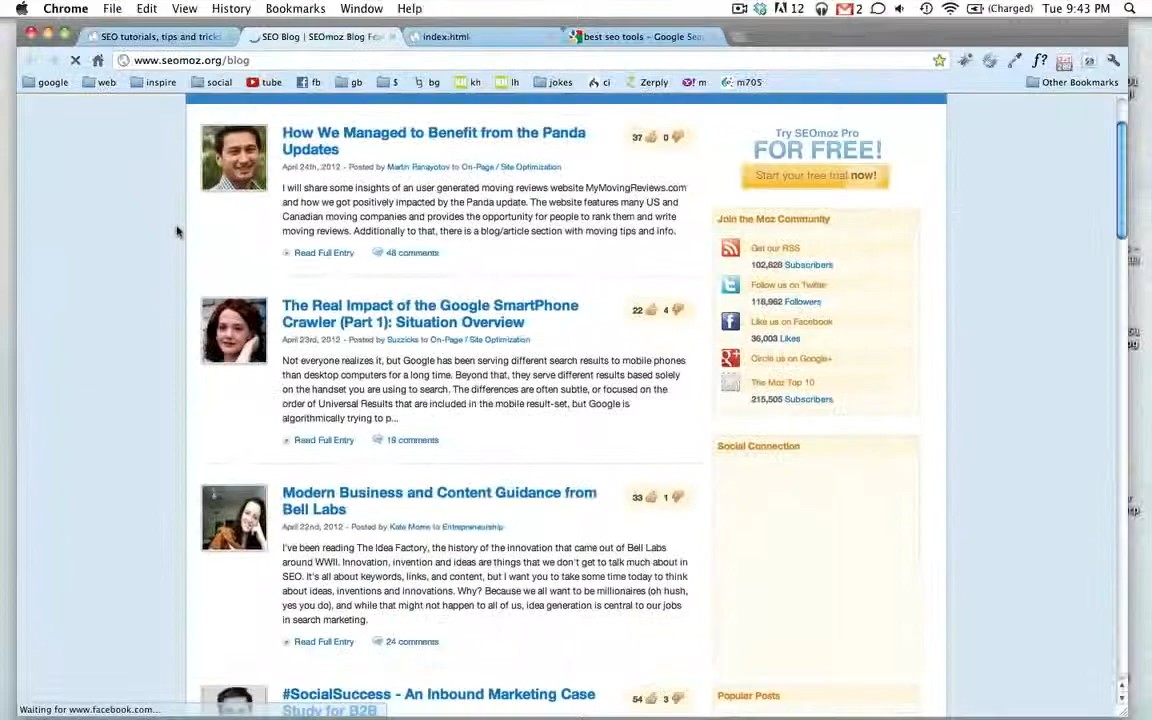 Chrome File Edit View History Bookmarks Window Help 12 2 (Charged) Tue 9:43 PM
SEO tutorials, tips and tricks SEO Blog | SEOmoz Blog Fea index.html best seo tools - Google Sea
www.seomoz.org/blog
google web inspire social tube fb gb $ bg kh lh jokes ci Zerply m m705 Other Bookmarks
How We Managed to Benefit from the Panda
Updates
37 0
April 24th, 2012 - Posted by Martin Panayotov to On-Page / Site Optimization
I will share some insights of an user generated moving reviews website MyMovingReviews.com
and how we got positively impacted by the Panda update. The website features many US and
Canadian moving companies and provides the opportunity for people to rank them and write
moving reviews. Additionally to that, there is a blog/article section with moving tips and info.
Read Full Entry 48 comments
The Real Impact of the Google SmartPhone
Crawler (Part 1): Situation Overview
22 4
April 23rd, 2012 - Posted by Suzzicks to On-Page / Site Optimization
Not everyone realizes it, but Google has been serving different search results to mobile phones
than desktop computers for a long time. Beyond that, they serve different results based solely
on the handset you are using to search. The differences are often subtle, or focused on the
order of Universal Results that are included in the mobile result-set, but Google is
algorithmically trying to p...
Read Full Entry 19 comments
Modern Business and Content Guidance from
Bell Labs
33 1
April 22nd, 2012 - Posted by Kate Morris to Entrepreneurship
I've been reading The Idea Factory, the history of the innovation that came out of Bell Labs
around WWII. Innovation, invention and ideas are things that we don't get to talk much about in
SEO. It's all about keywords, links, and content, but I want you to take some time today to think
about ideas, inventions and innovations. Why? Because we all want to be millionaires (oh hush,
yes you do), and while that might not happen to all of us, idea generation is central to our jobs
in search marketing.
Read Full Entry 24 comments
#SocialSuccess - An Inbound Marketing Case
Study for B2B
54 3
Try SEOmoz Pro
FOR FREE!
Start your free trial now!
Join the Moz Community
Get our RSS
102,828 Subscribers
Follow us on Twitter
118,962 Followers
Like us on Facebook
36,003 Likes
Circle us on Google+
The Moz Top 10
215,505 Subscribers
Social Connection
Popular Posts
Waiting for www.facebook.com...